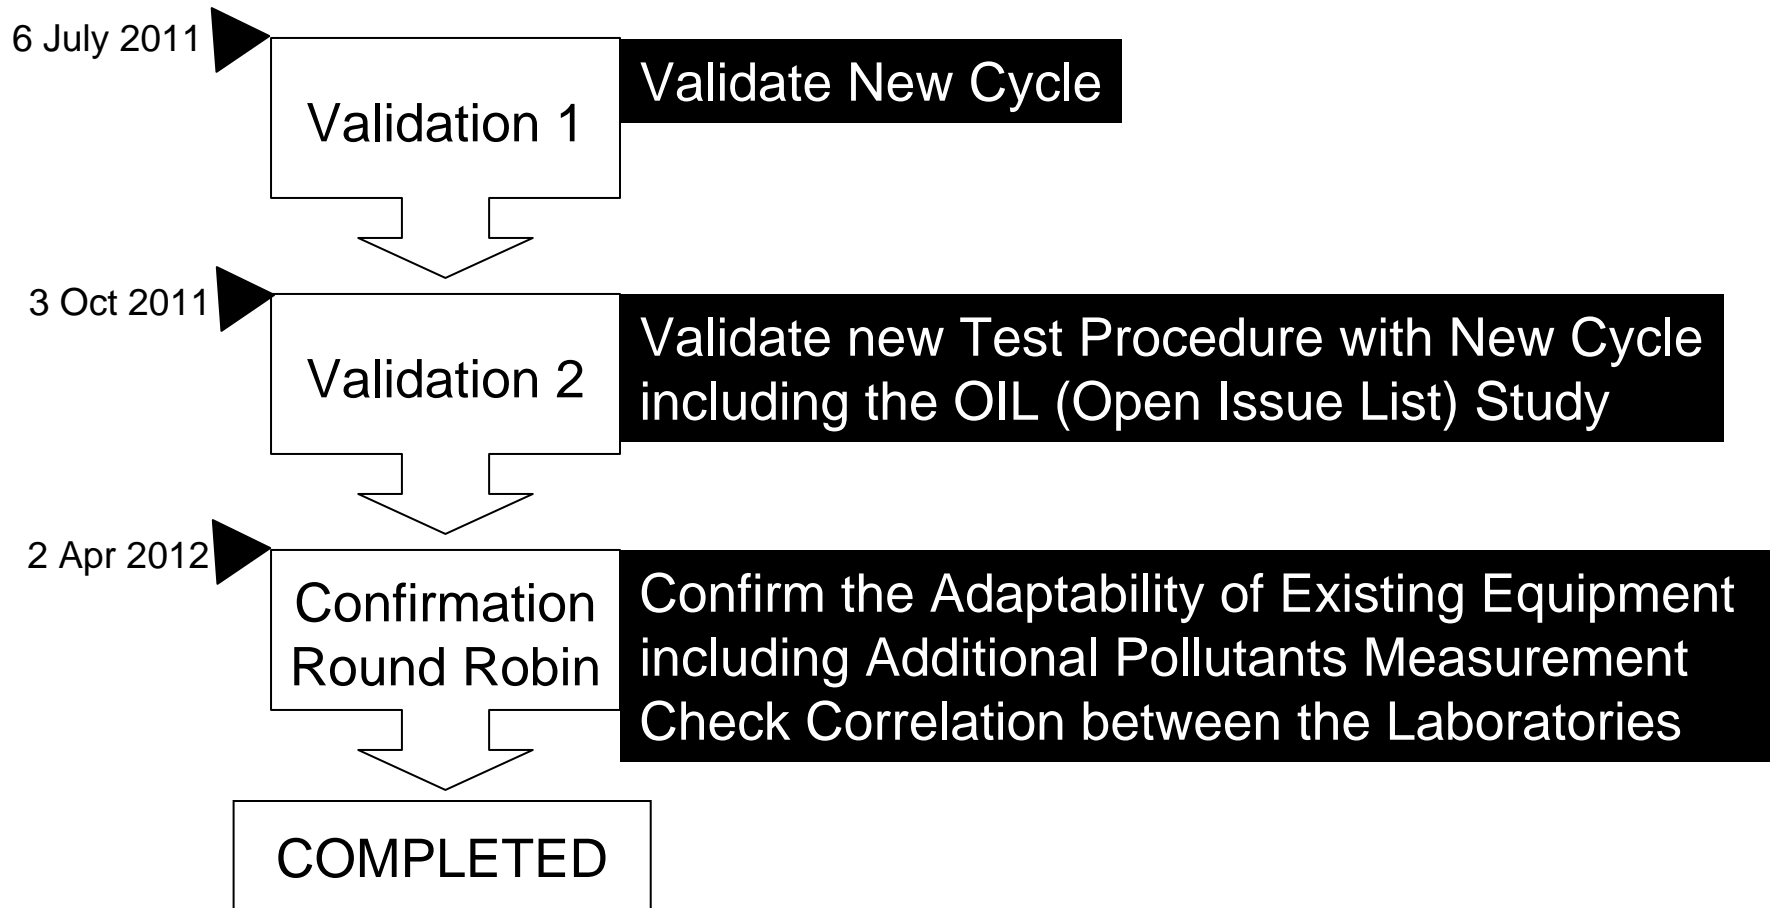 6 July 2011
Validation 1
Validate New Cycle
3 Oct 2011
Validation 2
Validate new Test Procedure with New Cycle
including the OIL (Open Issue List) Study
2 Apr 2012
Confirmation
Round Robin
Confirm the Adaptability of Existing Equipment
including Additional Pollutants Measurement
Check Correlation between the Laboratories
COMPLETED